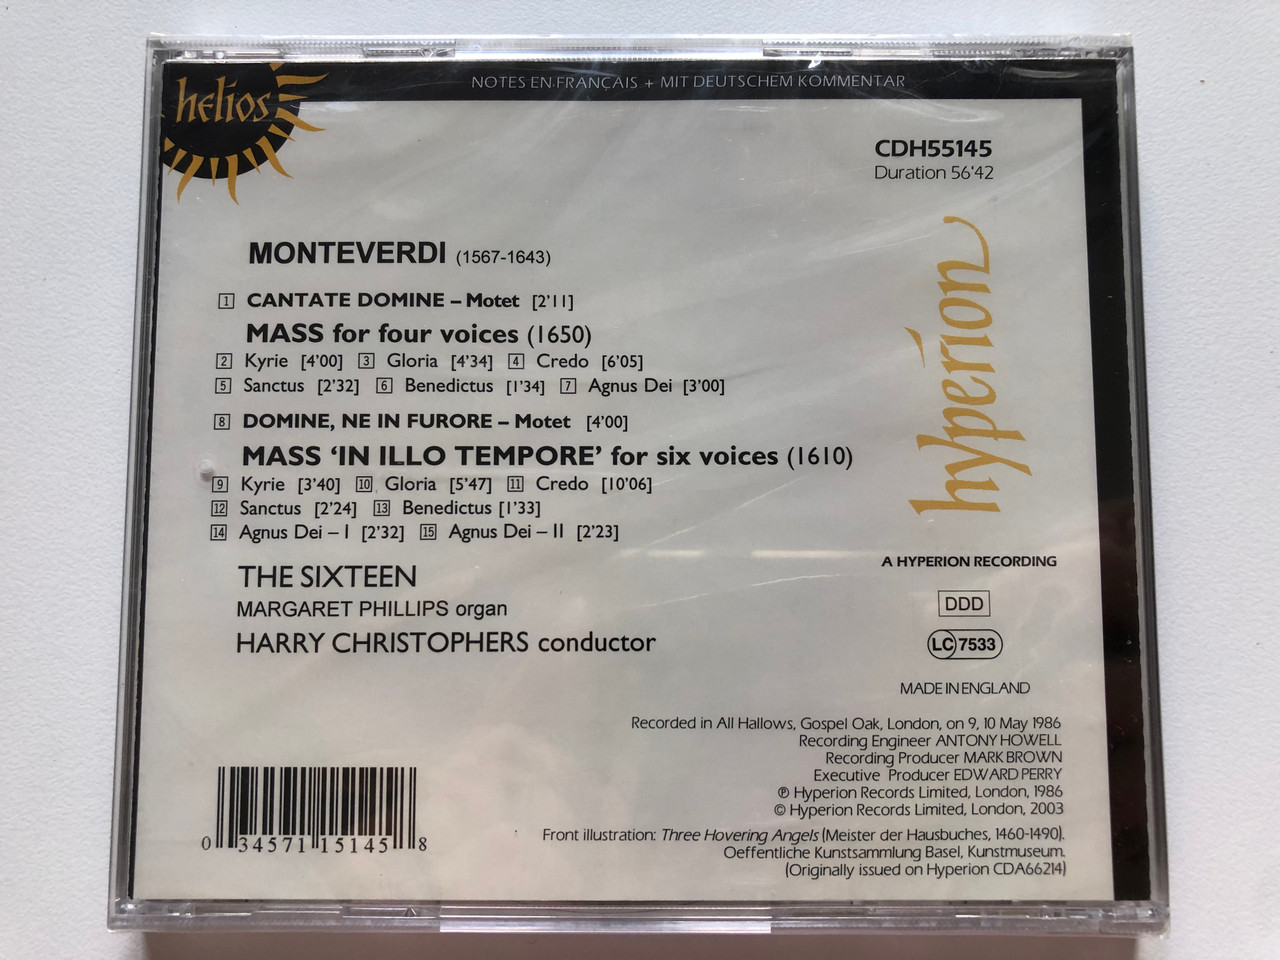 helios
NOTES EN FRANÇAIS + MIT DEUTSCHEM KOMMENTAR
CDH55145
Duration 56'42
hyperion
MONTEVERDI (1567-1643)
1 CANTATE DOMINE – Motet [2'11]
MASS for four voices (1650)
2 Kyrie [4'00] 3 Gloria [4'34] 4 Credo [6'05]
5 Sanctus [2'32] 6 Benedictus [1'34] 7 Agnus Dei [3'00]
8 DOMINE, NE IN FURORE – Motet [4'00]
MASS ‘IN ILLO TEMPORE’ for six voices (1610)
9 Kyrie [3'40] 10 Gloria [5'47] 11 Credo [10'06]
12 Sanctus [2'24] 13 Benedictus [1'33]
14 Agnus Dei – I [2'32] 15 Agnus Dei – II [2'23]
THE SIXTEEN
MARGARET PHILLIPS organ
HARRY CHRISTOPHERS conductor
A HYPERION RECORDING
DDD
LC 7533
MADE IN ENGLAND
Recorded in All Hallows, Gospel Oak, London, on 9, 10 May 1986
Recording Engineer ANTONY HOWELL
Recording Producer MARK BROWN
Executive Producer EDWARD PERRY
℗ Hyperion Records Limited, London, 1986
© Hyperion Records Limited, London, 2003
Front illustration: Three Hovering Angels (Meister der Hausbuches, 1460-1490).
Oeffentliche Kunstsammlung Basel, Kunstmuseum.
(Originally issued on Hyperion CDA66214)
0 34571 15145 8